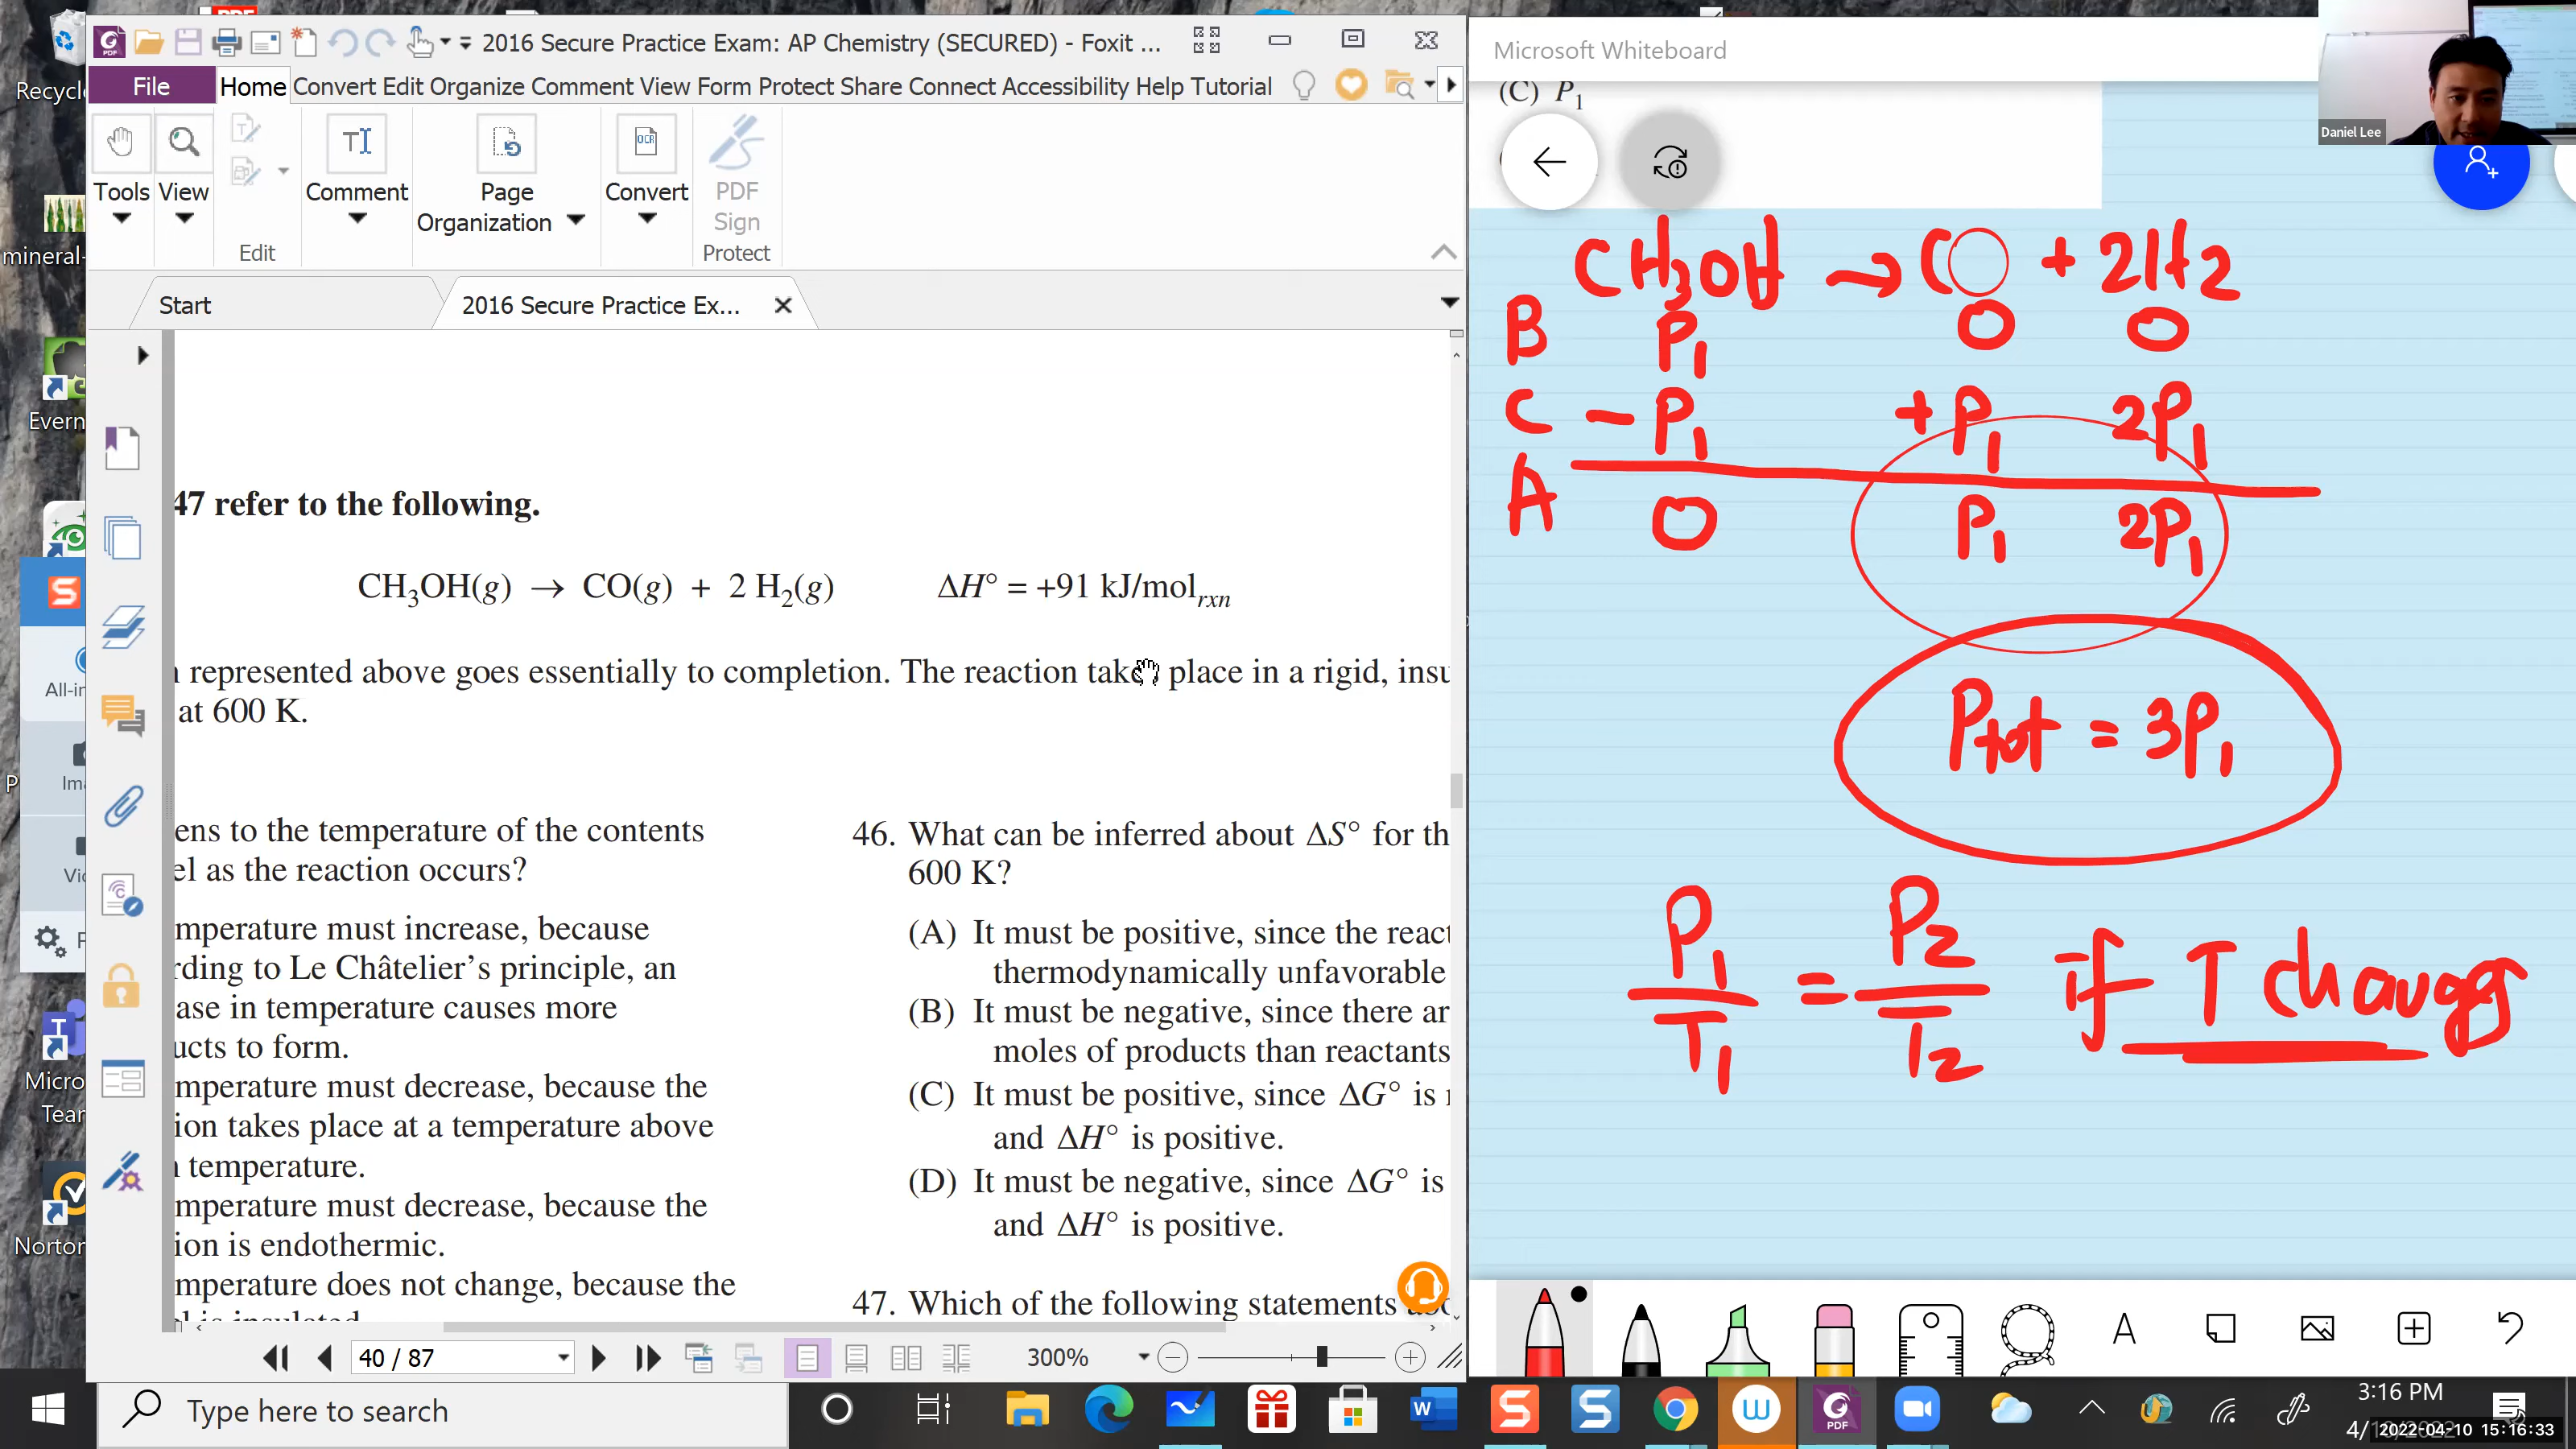 Recycle
mineral-
Evern
All-in
Ima
P
Vid
Micro
Team
Norton
2016 Secure Practice Exam: AP Chemistry (SECURED) - Foxit ...
File Home Convert Edit Organize Comment View Form Protect Share Connect Accessibility Help Tutorial
Tools View Edit Comment Page Organization Convert PDF Sign Protect
Start
2016 Secure Practice Ex...
47 refer to the following.
CH3OH(g) → CO(g) + 2 H2(g) ΔH° = +91 kJ/molrxn
n represented above goes essentially to completion. The reaction takes place in a rigid, insu
at 600 K.
ens to the temperature of the contents
el as the reaction occurs?
mperature must increase, because
rding to Le Châtelier's principle, an
ase in temperature causes more
ucts to form.
mperature must decrease, because the
ion takes place at a temperature above
n temperature.
mperature must decrease, because the
ion is endothermic.
mperature does not change, because the
l is insulated.
46. What can be inferred about ΔS° for th
600 K?
(A) It must be positive, since the react
thermodynamically unfavorable
(B) It must be negative, since there ar
moles of products than reactants
(C) It must be positive, since ΔG° is
and ΔH° is positive.
(D) It must be negative, since ΔG° is
and ΔH° is positive.
47. Which of the following statements
40 / 87
300%
Microsoft Whiteboard
(C) P1
Daniel Lee
CH3OH → CO + 2H2
B P1 0 0
C -P1 +P1 2P1
A 0 P1 2P1
Ptot = 3P1
P1/T1 = P2/T2 if T changes
Type here to search
3:16 PM
2022-04-10 15:16:33